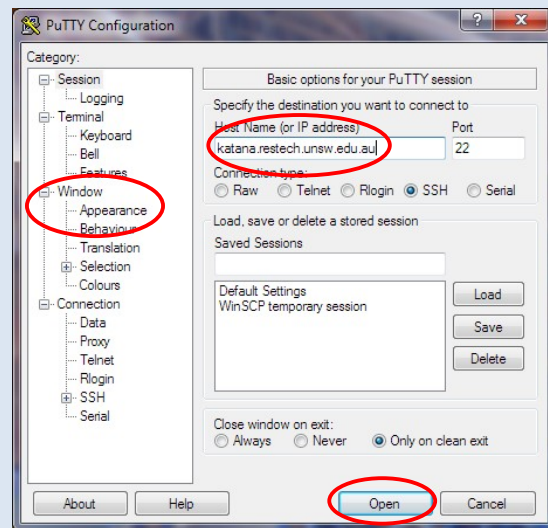 PuTTY Configuration
?
X
Category:
Session
Logging
Terminal
Keyboard
Bell
Features
Window
Appearance
Behaviour
Translation
Selection
Colours
Connection
Data
Proxy
Telnet
Rlogin
SSH
Serial
Basic options for your PuTTY session
Specify the destination you want to connect to
Host Name (or IP address) Port
katana.restech.unsw.edu.au 22
Connection type:
Raw Telnet Rlogin SSH Serial
Load, save or delete a stored session
Saved Sessions
Default Settings
WinSCP temporary session
Load
Save
Delete
Close window on exit:
Always Never Only on clean exit
About Help Open Cancel